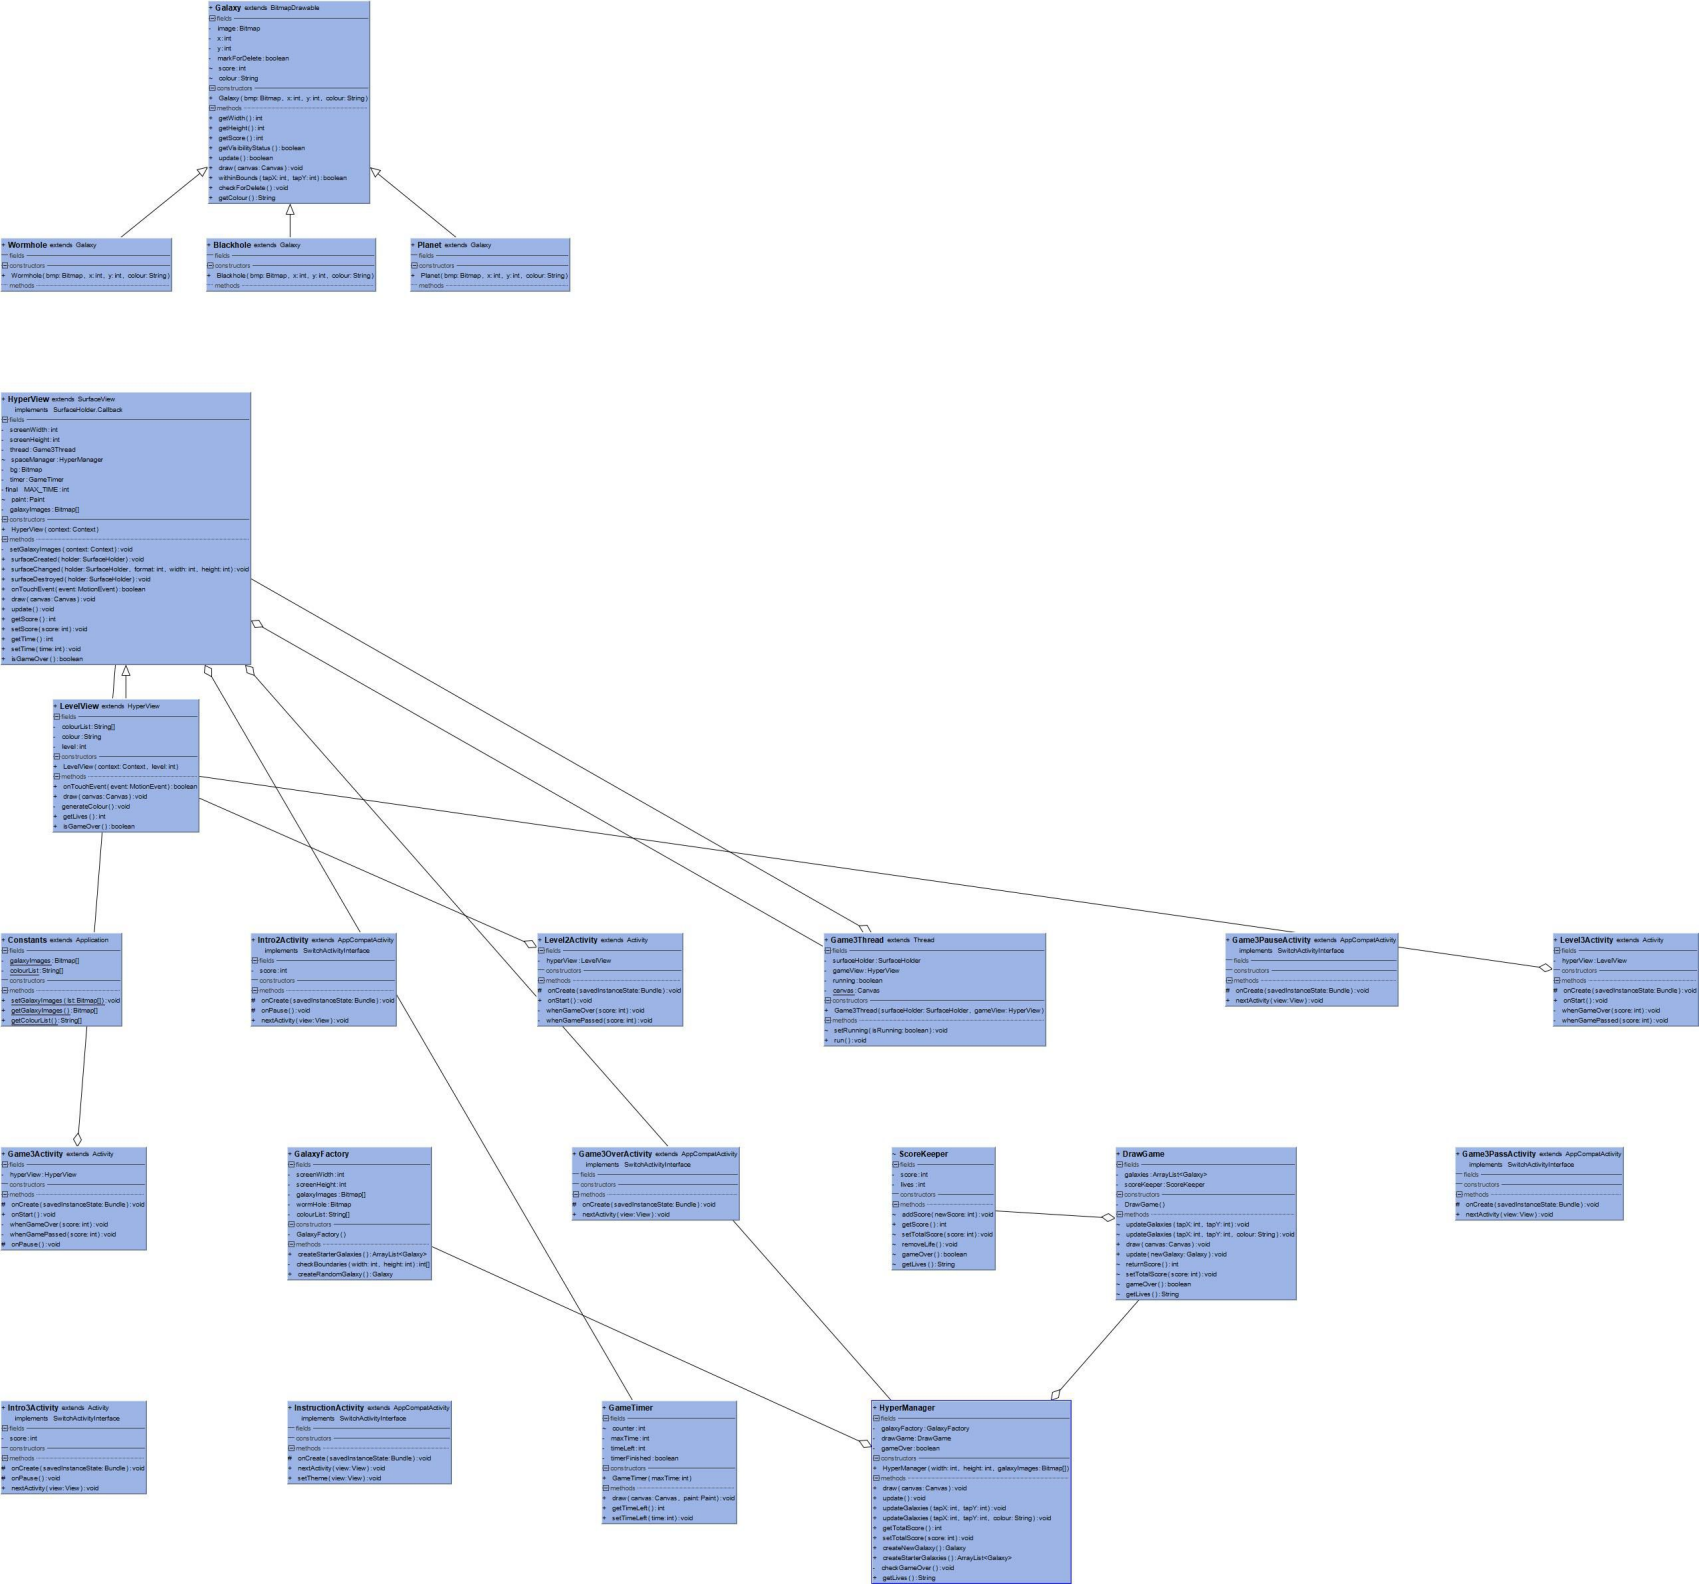 + Galaxy extends BitmapDrawable
fields
- image : Bitmap
- x : int
- y : int
- markForDelete : boolean
~ score : int
~ colour : String
constructors
+ Galaxy ( bmp: Bitmap, x: int, y: int, colour: String )
methods
+ getWidth ( ) : int
+ getHeight ( ) : int
+ getScore ( ) : int
+ getVisibilityStatus ( ) : boolean
+ update ( ) : boolean
+ draw ( canvas: Canvas ) : void
+ withinBounds ( tapX: int, tapY: int ) : boolean
+ checkForDelete ( ) : void
+ getColour ( ) : String
+ Wormhole extends Galaxy
fields
constructors
+ Wormhole ( bmp: Bitmap, x: int, y: int, colour: String )
methods
+ Blackhole extends Galaxy
fields
constructors
+ Blackhole ( bmp: Bitmap, x: int, y: int, colour: String )
methods
+ Planet extends Galaxy
fields
constructors
+ Planet ( bmp: Bitmap, x: int, y: int, colour: String )
methods
+ HyperView extends SurfaceView
implements SurfaceHolder.Callback
fields
- screenWidth : int
- screenHeight : int
- thread : Game3Thread
~ spaceManager : HyperManager
- bg : Bitmap
- timer : GameTimer
- final MAX_TIME : int
~ paint : Paint
- galaxyImages : Bitmap[]
constructors
+ HyperView ( context: Context )
methods
- setGalaxyImages ( context: Context ) : void
+ surfaceCreated ( holder: SurfaceHolder ) : void
+ surfaceChanged ( holder: SurfaceHolder, format: int, width: int, height: int ) : void
+ surfaceDestroyed ( holder: SurfaceHolder ) : void
+ onTouchEvent ( event: MotionEvent ) : boolean
+ draw ( canvas: Canvas ) : void
+ update ( ) : void
+ getScore ( ) : int
+ setScore ( score: int ) : void
+ getTime ( ) : int
+ setTime ( time: int ) : void
+ isGameOver ( ) : boolean
+ LevelView extends HyperView
fields
- colourList : String[]
- colour : String
- level : int
constructors
+ LevelView ( context: Context, level: int )
methods
+ onTouchEvent ( event: MotionEvent ) : boolean
+ draw ( canvas: Canvas ) : void
- generateColour ( ) : void
+ getLives ( ) : int
+ isGameOver ( ) : boolean
+ Constants extends Application
fields
- galaxyImages : Bitmap[]
- colourList : String[]
constructors
methods
+ setGalaxyImages ( lst: Bitmap[] ) : void
+ getGalaxyImages ( ) : Bitmap[]
+ getColourList ( ) : String[]
+ Intro2Activity extends AppCompatActivity
implements SwitchActivityInterface
fields
- score : int
constructors
methods
# onCreate ( savedInstanceState: Bundle ) : void
# onPause ( ) : void
+ nextActivity ( view: View ) : void
+ Level2Activity extends Activity
fields
- hyperView : LevelView
constructors
methods
# onCreate ( savedInstanceState: Bundle ) : void
+ onStart ( ) : void
- whenGameOver ( score: int ) : void
- whenGamePassed ( score: int ) : void
+ Game3Thread extends Thread
fields
- surfaceHolder : SurfaceHolder
- gameView : HyperView
- running : boolean
- canvas : Canvas
constructors
+ Game3Thread ( surfaceHolder: SurfaceHolder, gameView: HyperView )
methods
~ setRunning ( isRunning: boolean ) : void
+ run ( ) : void
+ Game3PauseActivity extends AppCompatActivity
implements SwitchActivityInterface
fields
constructors
methods
# onCreate ( savedInstanceState: Bundle ) : void
+ nextActivity ( view: View ) : void
+ Level3Activity extends Activity
fields
- hyperView : LevelView
constructors
methods
# onCreate ( savedInstanceState: Bundle ) : void
+ onStart ( ) : void
- whenGameOver ( score: int ) : void
- whenGamePassed ( score: int ) : void
+ Game3Activity extends Activity
fields
- hyperView : HyperView
constructors
methods
# onCreate ( savedInstanceState: Bundle ) : void
+ onStart ( ) : void
- whenGameOver ( score: int ) : void
- whenGamePassed ( score: int ) : void
# onPause ( ) : void
+ GalaxyFactory
fields
- screenWidth : int
- screenHeight : int
- galaxyImages : Bitmap[]
- wormHole : Bitmap
- colourList : String[]
constructors
- GalaxyFactory ( )
methods
+ createStarterGalaxies ( ) : ArrayList<Galaxy>
- checkBoundaries ( width: int, height: int ) : int[]
+ createRandomGalaxy ( ) : Galaxy
+ Game3OverActivity extends AppCompatActivity
implements SwitchActivityInterface
fields
constructors
methods
# onCreate ( savedInstanceState: Bundle ) : void
+ nextActivity ( view: View ) : void
~ ScoreKeeper
fields
- score : int
- lives : int
constructors
methods
~ addScore ( newScore: int ) : void
+ getScore ( ) : int
~ setTotalScore ( score: int ) : void
~ removeLife ( ) : void
~ gameOver ( ) : boolean
~ getLives ( ) : String
+ DrawGame
fields
- galaxies : ArrayList<Galaxy>
- scoreKeeper : ScoreKeeper
constructors
- DrawGame ( )
methods
~ updateGalaxies ( tapX: int, tapY: int ) : void
~ updateGalaxies ( tapX: int, tapY: int, colour: String ) : void
+ draw ( canvas: Canvas ) : void
+ update ( newGalaxy: Galaxy ) : void
~ returnScore ( ) : int
~ setTotalScore ( score: int ) : void
~ gameOver ( ) : boolean
~ getLives ( ) : String
+ Game3PassActivity extends AppCompatActivity
implements SwitchActivityInterface
fields
constructors
methods
# onCreate ( savedInstanceState: Bundle ) : void
+ nextActivity ( view: View ) : void
+ Intro3Activity extends Activity
implements SwitchActivityInterface
fields
- score : int
constructors
methods
# onCreate ( savedInstanceState: Bundle ) : void
# onPause ( ) : void
+ nextActivity ( view: View ) : void
+ InstructionActivity extends AppCompatActivity
implements SwitchActivityInterface
fields
constructors
methods
# onCreate ( savedInstanceState: Bundle ) : void
+ nextActivity ( view: View ) : void
+ setTheme ( view: View ) : void
+ GameTimer
fields
~ counter : int
- maxTime : int
- timeLeft : int
- timerFinished : boolean
constructors
+ GameTimer ( maxTime: int )
methods
+ draw ( canvas: Canvas, paint: Paint ) : void
+ getTimeLeft ( ) : int
+ setTimeLeft ( time: int ) : void
+ HyperManager
fields
- galaxyFactory : GalaxyFactory
- drawGame : DrawGame
- gameOver : boolean
constructors
+ HyperManager ( width: int, height: int, galaxyImages: Bitmap[] )
methods
+ draw ( canvas: Canvas ) : void
+ update ( ) : void
+ updateGalaxies ( tapX: int, tapY: int ) : void
+ updateGalaxies ( tapX: int, tapY: int, colour: String ) : void
+ getTotalScore ( ) : int
+ setTotalScore ( score: int ) : void
+ createNewGalaxy ( ) : Galaxy
+ createStarterGalaxies ( ) : ArrayList<Galaxy>
- checkGameOver ( ) : void
+ getLives ( ) : String